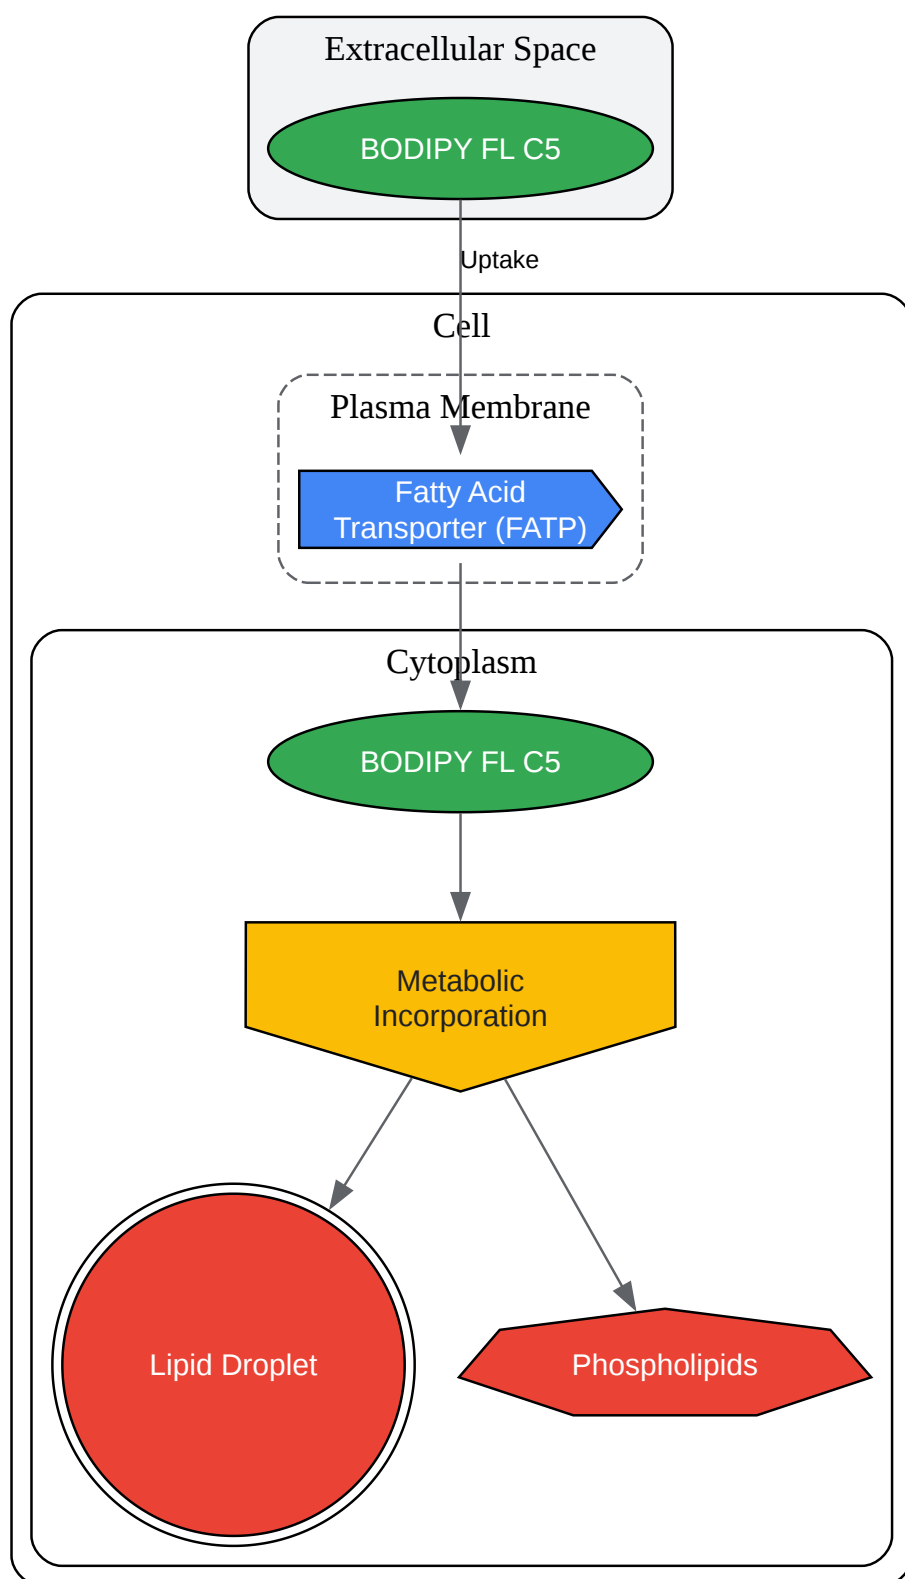 Extracellular Space
BODIPY FL C5
Uptake
Cell
Plasma Membrane
Fatty Acid
Transporter (FATP)
Cytoplasm
BODIPY FL C5
Metabolic
Incorporation
Lipid Droplet
Phospholipids